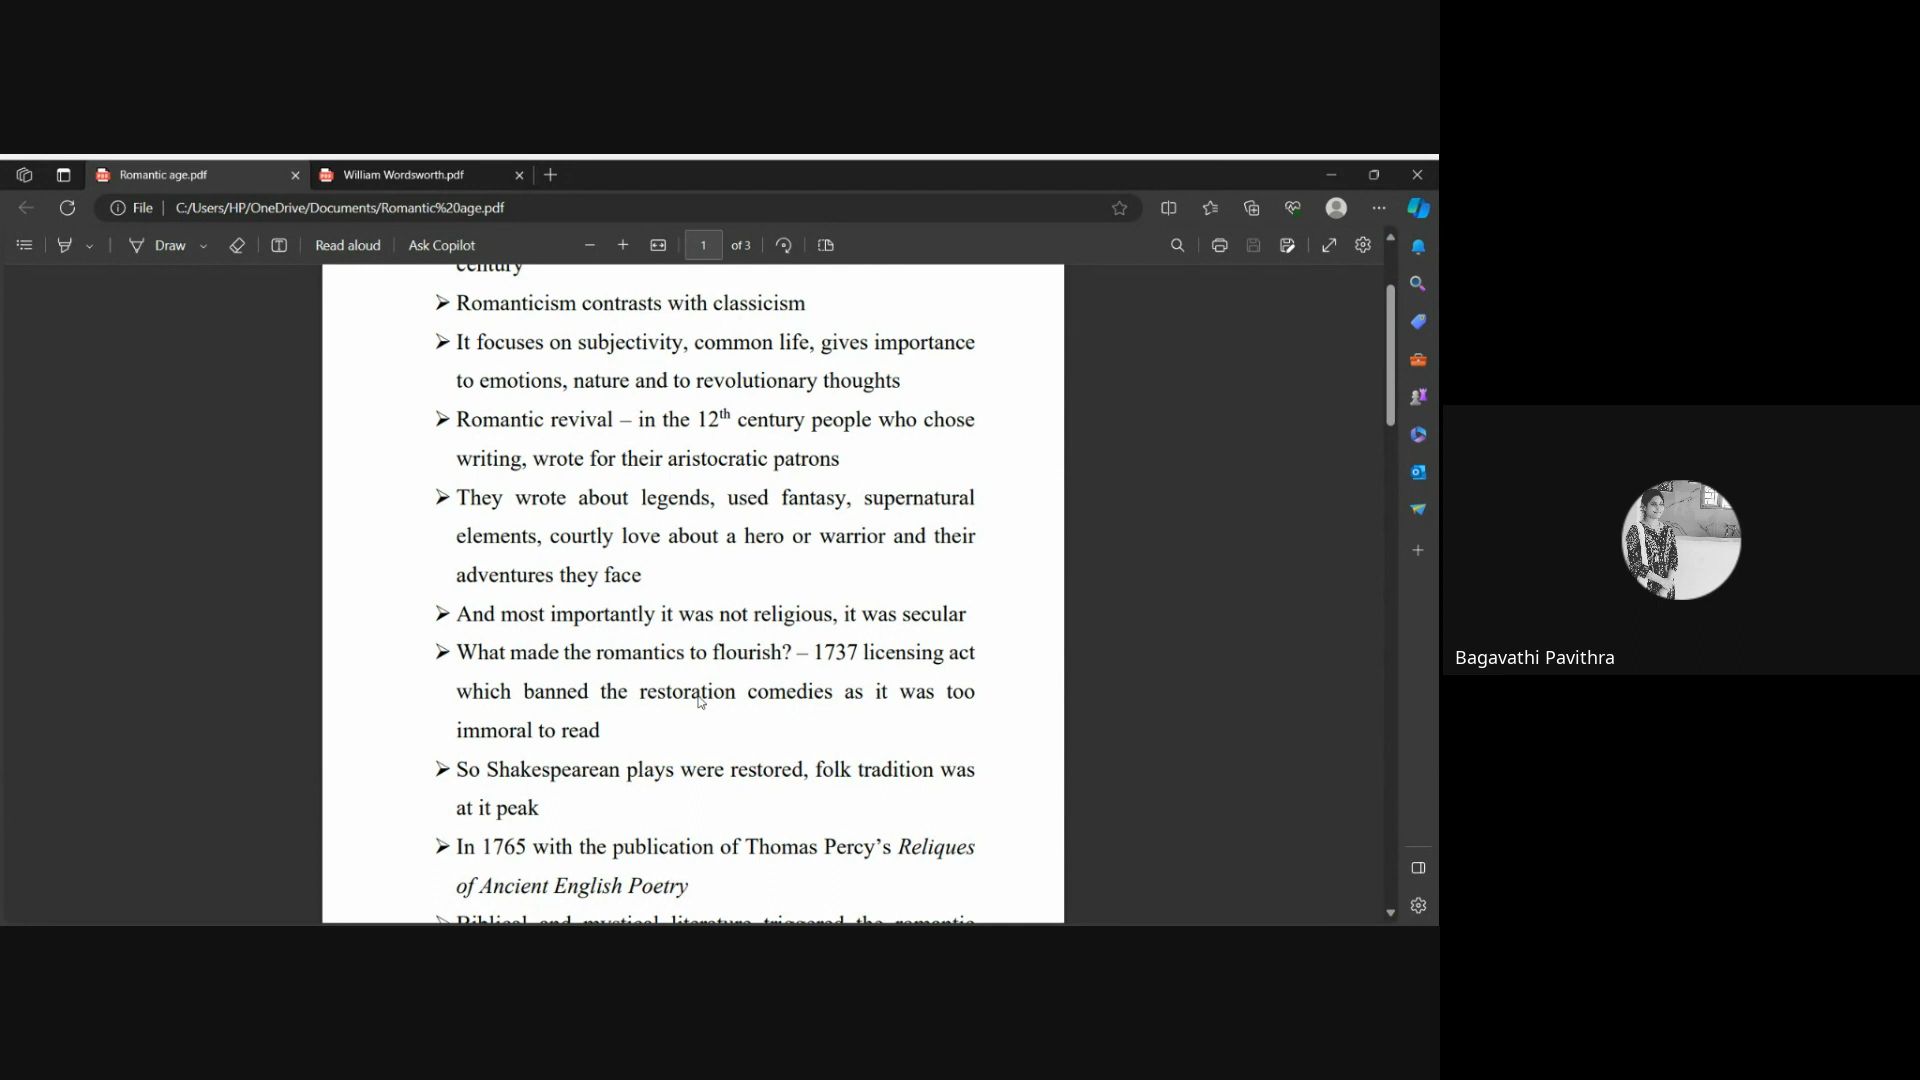 Romantic age.pdf
William Wordsworth.pdf
File
C:/Users/HP/OneDrive/Documents/Romantic%20age.pdf
Draw
Read aloud
Ask Copilot
1
of 3
century
➢ Romanticism contrasts with classicism
➢ It focuses on subjectivity, common life, gives importance
to emotions, nature and to revolutionary thoughts
➢ Romantic revival – in the 12th century people who chose
writing, wrote for their aristocratic patrons
➢ They wrote about legends, used fantasy, supernatural
elements, courtly love about a hero or warrior and their
adventures they face
➢ And most importantly it was not religious, it was secular
➢ What made the romantics to flourish? – 1737 licensing act
which banned the restoration comedies as it was too
immoral to read
➢ So Shakespearean plays were restored, folk tradition was
at it peak
➢ In 1765 with the publication of Thomas Percy’s Reliques
of Ancient English Poetry
➢ Biblical and mystical literature triggered the romantic
Bagavathi Pavithra